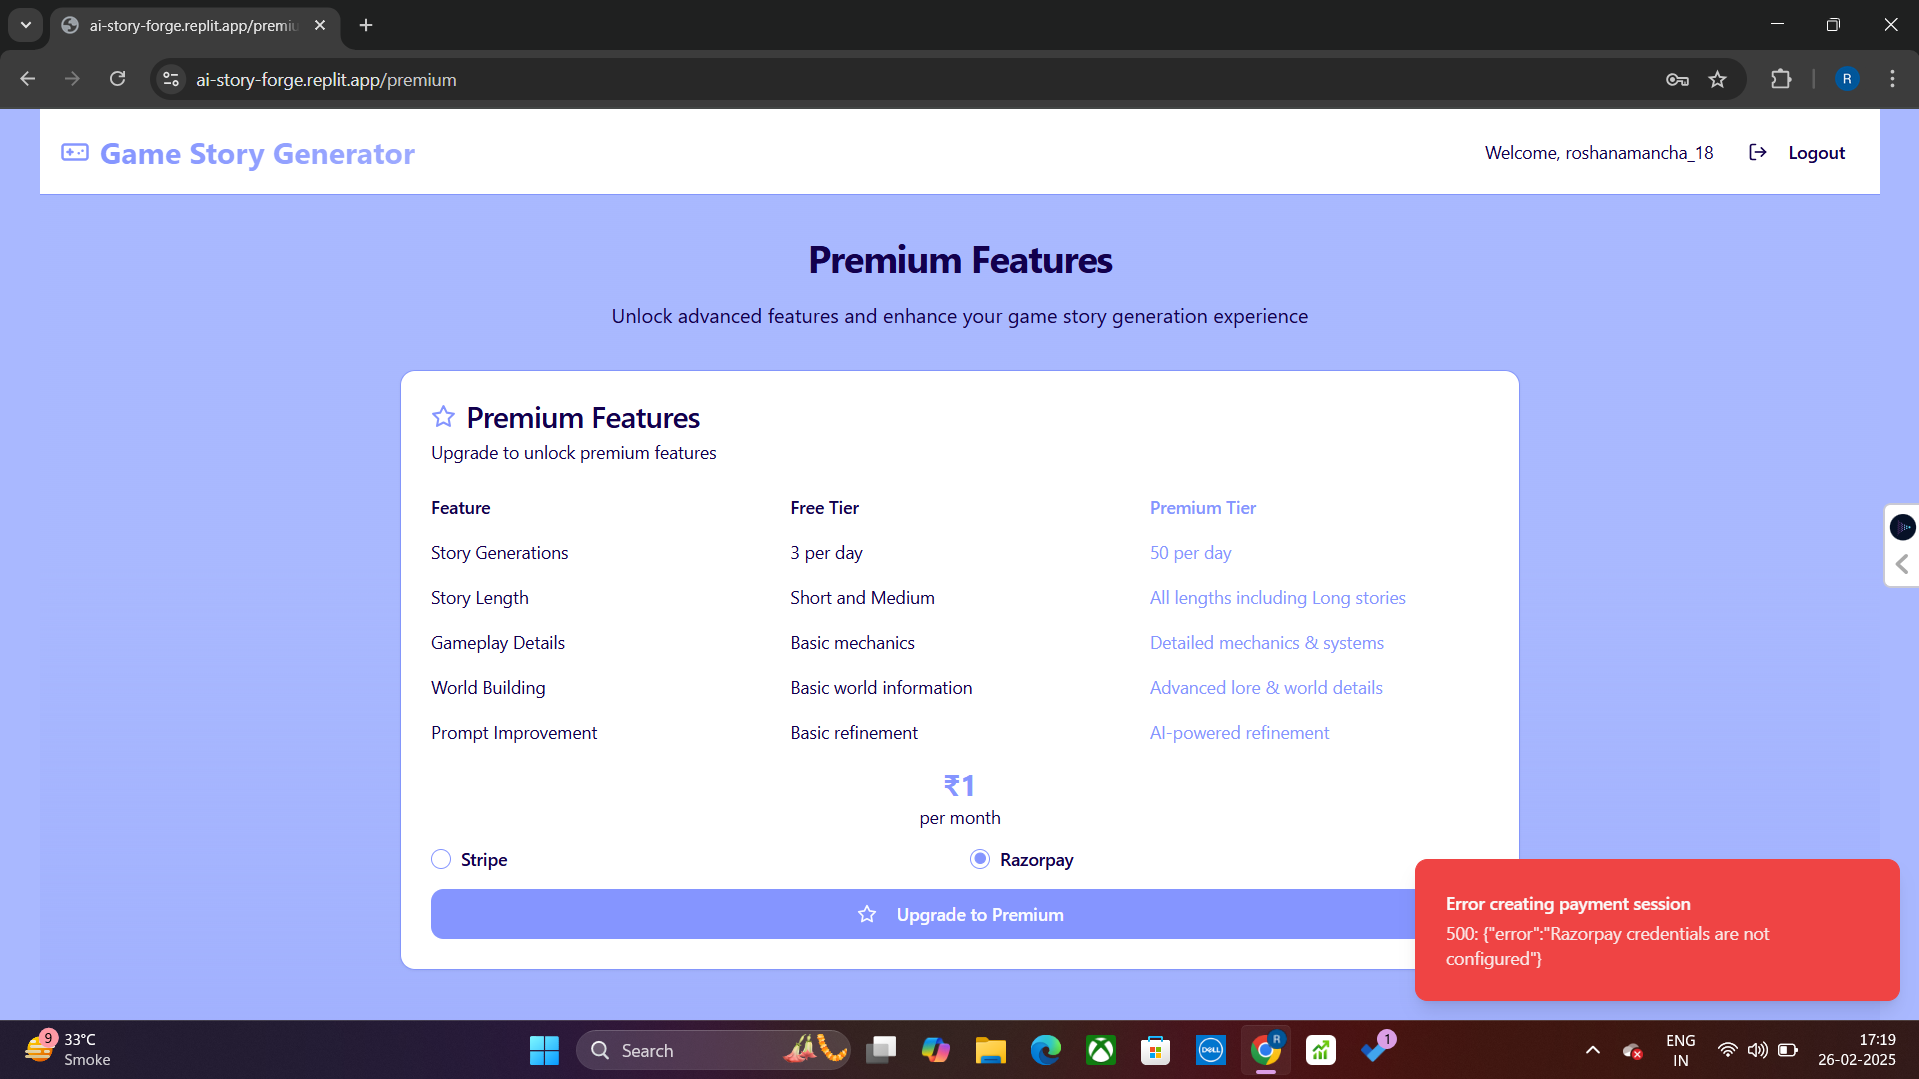 ai-story-forge.replit.app/premiu
ai-story-forge.replit.app/premium
R
Game Story Generator
Welcome, roshanamancha_18
Logout
Premium Features
Unlock advanced features and enhance your game story generation experience
Premium Features
Upgrade to unlock premium features
Feature Free Tier Premium Tier
Story Generations 3 per day 50 per day
Story Length Short and Medium All lengths including Long stories
Gameplay Details Basic mechanics Detailed mechanics & systems
World Building Basic world information Advanced lore & world details
Prompt Improvement Basic refinement AI-powered refinement
₹1
per month
Stripe Razorpay
Upgrade to Premium
Error creating payment session
500: {"error":"Razorpay credentials are not
configured"}
9
33°C
Smoke
Search
DELL
R
1
ENG
IN
17:19
26-02-2025